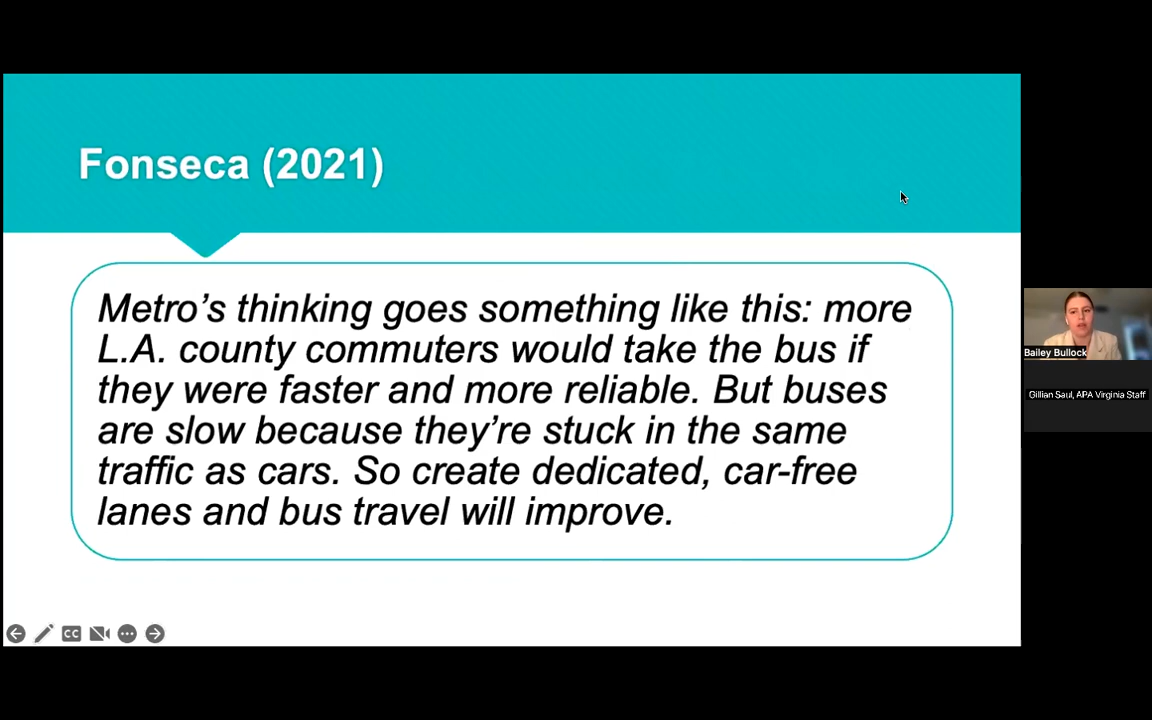 Fonseca (2021)
Metro’s thinking goes something like this: more
L.A. county commuters would take the bus if
they were faster and more reliable. But buses
are slow because they’re stuck in the same
traffic as cars. So create dedicated, car-free
lanes and bus travel will improve.
Bailey Bullock
Gillian Saul, APA Virginia Staff
CC